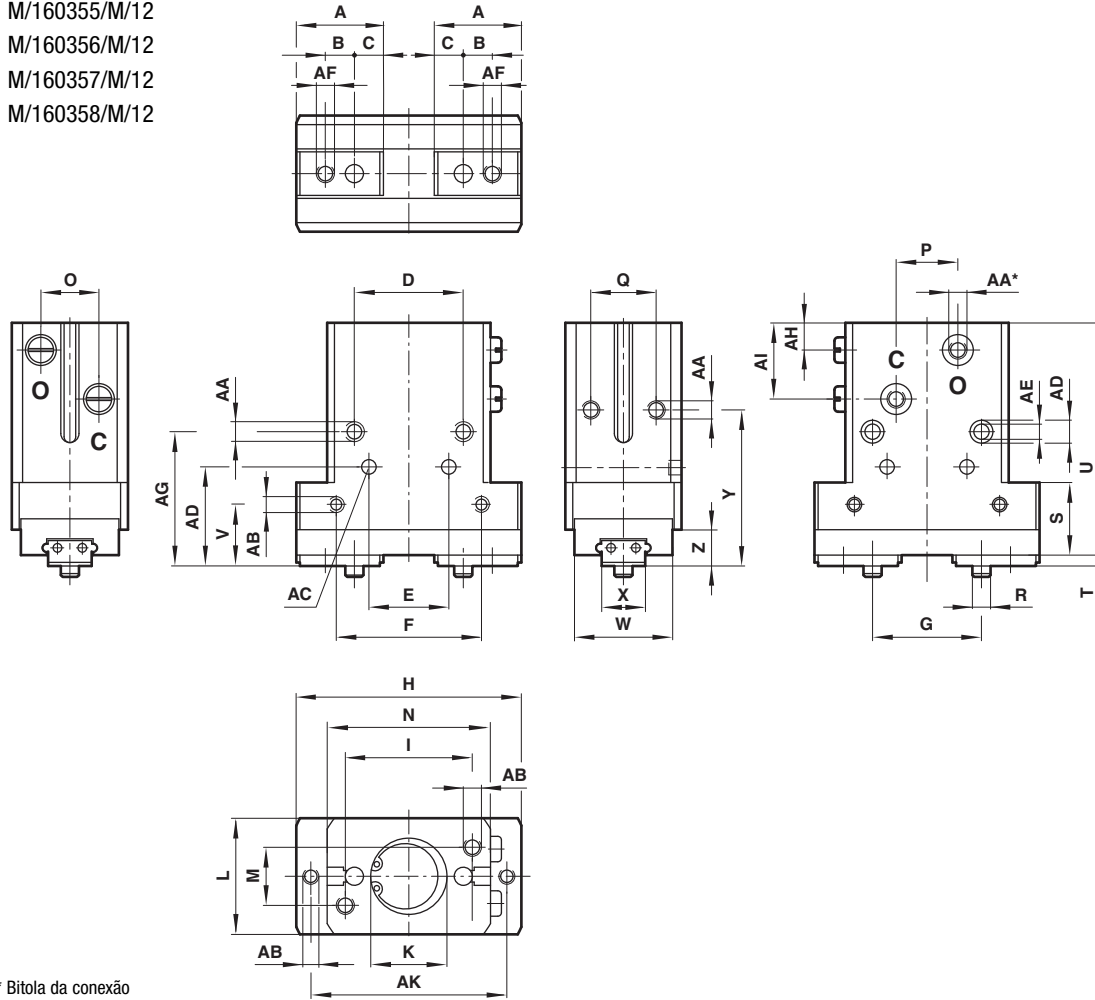 M/160355/M/12
M/160356/M/12
M/160357/M/12
M/160358/M/12
A A
B C C B
AF AF
O D Q P AA*
AH
AI
AA AA AE AD
C
O
O
C
AG AD V AB Y Z U S T
AC E X R
F W G
H
N
I
AB
L M
AB K
AK
* Bitola da conexão